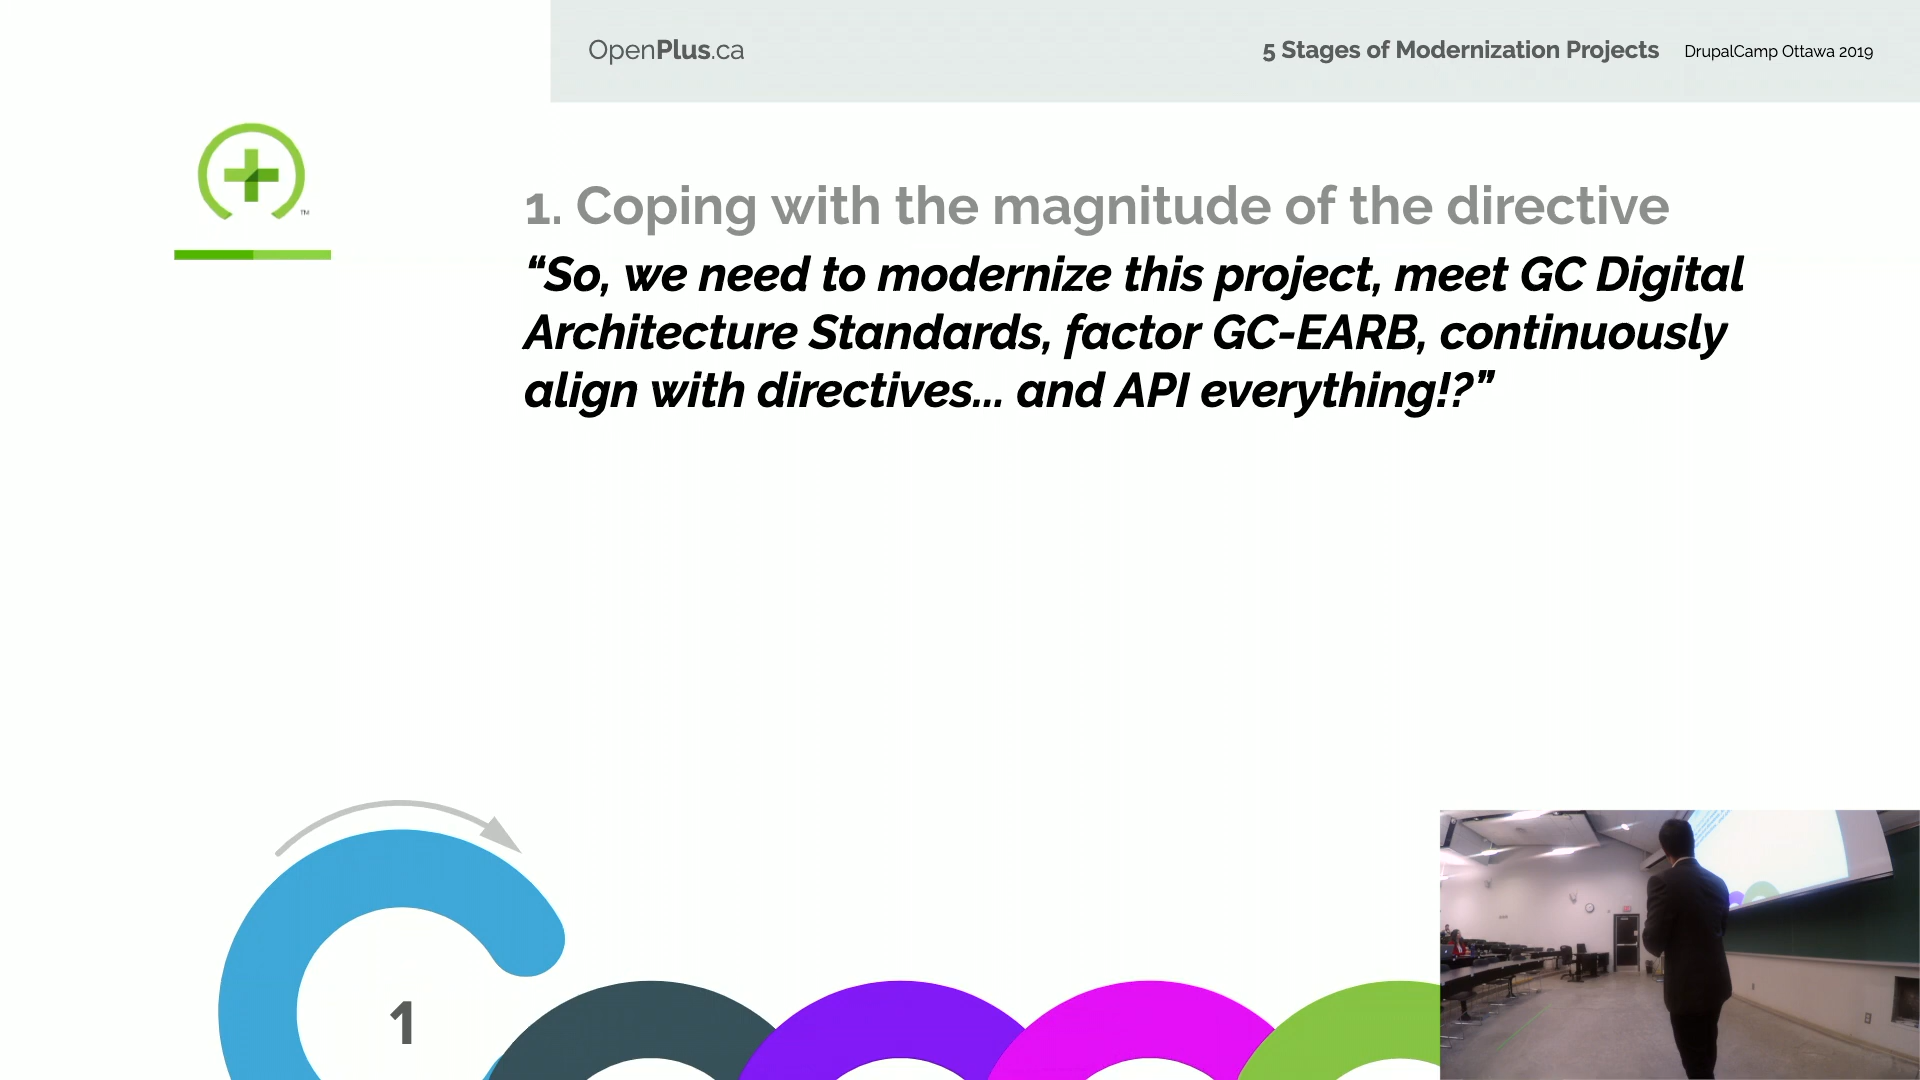 OpenPlus.ca
5 Stages of Modernization Projects DrupalCamp Ottawa 2019
TM
1. Coping with the magnitude of the directive
“So, we need to modernize this project, meet GC Digital
Architecture Standards, factor GC-EARB, continuously
align with directives... and API everything!?”
1